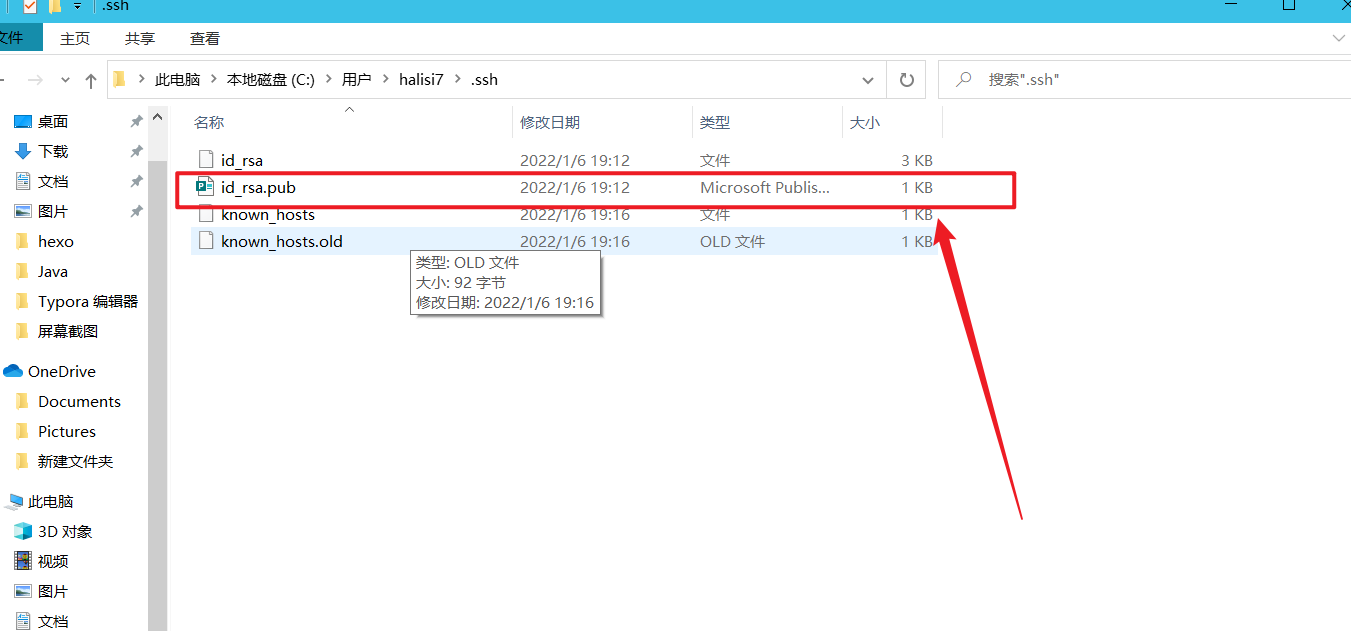 .ssh
文件 主页 共享 查看
此电脑 本地磁盘 (C:) 用户 halisi7 .ssh 搜索".ssh"
名称 修改日期 类型 大小
id_rsa 2022/1/6 19:12 文件 3 KB
id_rsa.pub 2022/1/6 19:12 Microsoft Publis... 1 KB
known_hosts 2022/1/6 19:16 文件 1 KB
known_hosts.old 2022/1/6 19:16 OLD 文件 1 KB
类型: OLD 文件
大小: 92 字节
修改日期: 2022/1/6 19:16
桌面
下载
文档
图片
hexo
Java
Typora 编辑器
屏幕截图
OneDrive
Documents
Pictures
新建文件夹
此电脑
3D 对象
视频
图片
文档